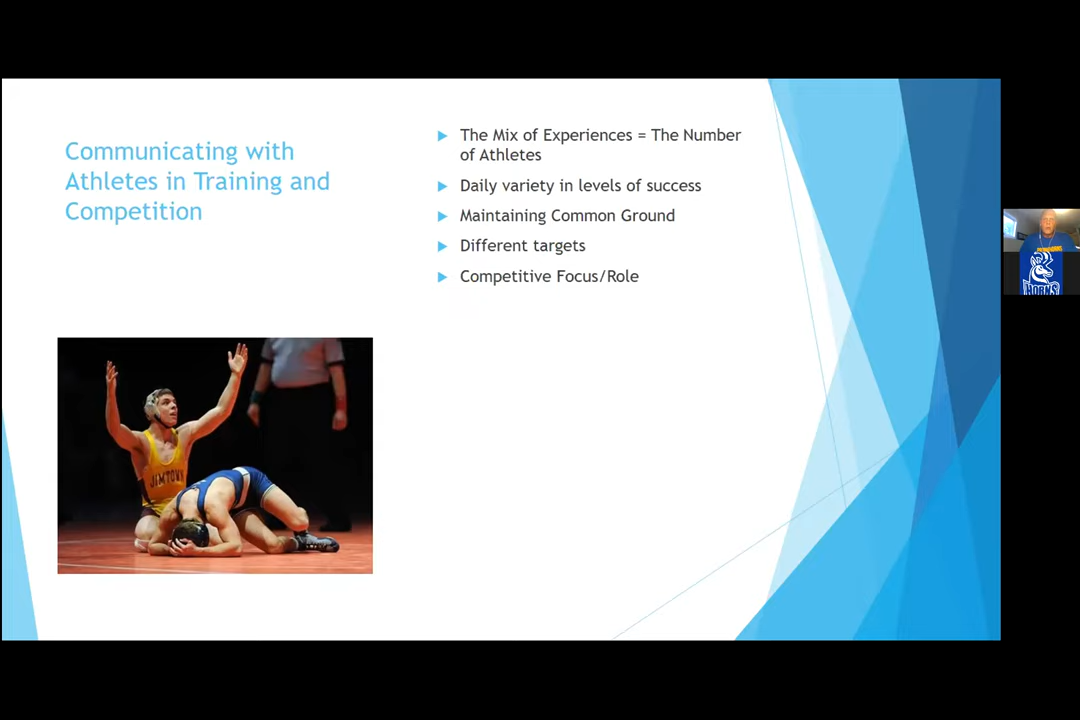 Communicating with
Athletes in Training and
Competition
The Mix of Experiences = The Number
of Athletes
Daily variety in levels of success
Maintaining Common Ground
Different targets
Competitive Focus/Role
JIMTOWN
HORNS